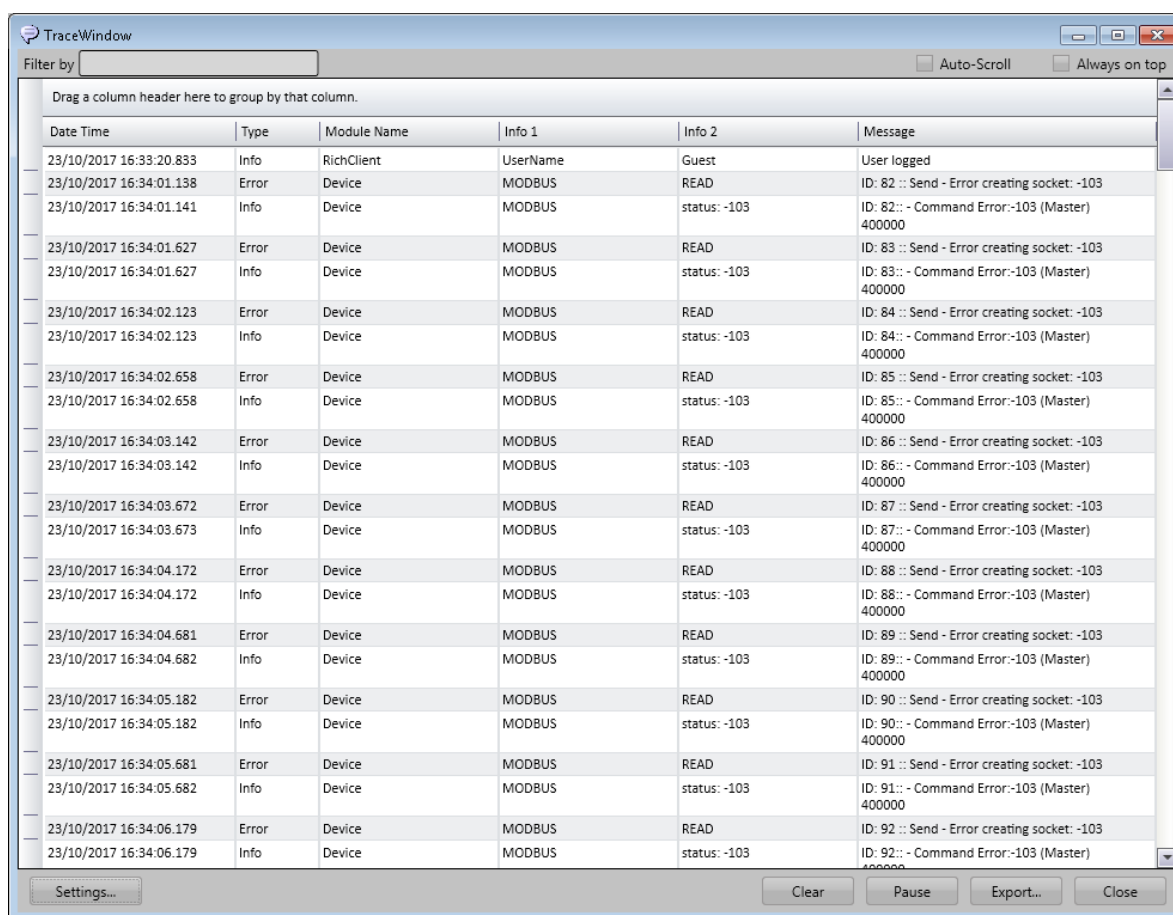 TraceWindow
Filter by Auto-Scroll Always on top
Drag a column header here to group by that column.
Date Time Type Module Name Info 1 Info 2 Message
23/10/2017 16:33:20.833 Info RichClient UserName Guest User logged
23/10/2017 16:34:01.138 Error Device MODBUS READ ID: 82 :: Send - Error creating socket: -103
23/10/2017 16:34:01.141 Info Device MODBUS status: -103 ID: 82:: - Command Error:-103 (Master)
400000
23/10/2017 16:34:01.627 Error Device MODBUS READ ID: 83 :: Send - Error creating socket: -103
23/10/2017 16:34:01.627 Info Device MODBUS status: -103 ID: 83:: - Command Error:-103 (Master)
400000
23/10/2017 16:34:02.123 Error Device MODBUS READ ID: 84 :: Send - Error creating socket: -103
23/10/2017 16:34:02.123 Info Device MODBUS status: -103 ID: 84:: - Command Error:-103 (Master)
400000
23/10/2017 16:34:02.658 Error Device MODBUS READ ID: 85 :: Send - Error creating socket: -103
23/10/2017 16:34:02.658 Info Device MODBUS status: -103 ID: 85:: - Command Error:-103 (Master)
400000
23/10/2017 16:34:03.142 Error Device MODBUS READ ID: 86 :: Send - Error creating socket: -103
23/10/2017 16:34:03.142 Info Device MODBUS status: -103 ID: 86:: - Command Error:-103 (Master)
400000
23/10/2017 16:34:03.672 Error Device MODBUS READ ID: 87 :: Send - Error creating socket: -103
23/10/2017 16:34:03.673 Info Device MODBUS status: -103 ID: 87:: - Command Error:-103 (Master)
400000
23/10/2017 16:34:04.172 Error Device MODBUS READ ID: 88 :: Send - Error creating socket: -103
23/10/2017 16:34:04.172 Info Device MODBUS status: -103 ID: 88:: - Command Error:-103 (Master)
400000
23/10/2017 16:34:04.681 Error Device MODBUS READ ID: 89 :: Send - Error creating socket: -103
23/10/2017 16:34:04.682 Info Device MODBUS status: -103 ID: 89:: - Command Error:-103 (Master)
400000
23/10/2017 16:34:05.182 Error Device MODBUS READ ID: 90 :: Send - Error creating socket: -103
23/10/2017 16:34:05.182 Info Device MODBUS status: -103 ID: 90:: - Command Error:-103 (Master)
400000
23/10/2017 16:34:05.681 Error Device MODBUS READ ID: 91 :: Send - Error creating socket: -103
23/10/2017 16:34:05.682 Info Device MODBUS status: -103 ID: 91:: - Command Error:-103 (Master)
400000
23/10/2017 16:34:06.179 Error Device MODBUS READ ID: 92 :: Send - Error creating socket: -103
23/10/2017 16:34:06.179 Info Device MODBUS status: -103 ID: 92:: - Command Error:-103 (Master)
Settings... Clear Pause Export... Close